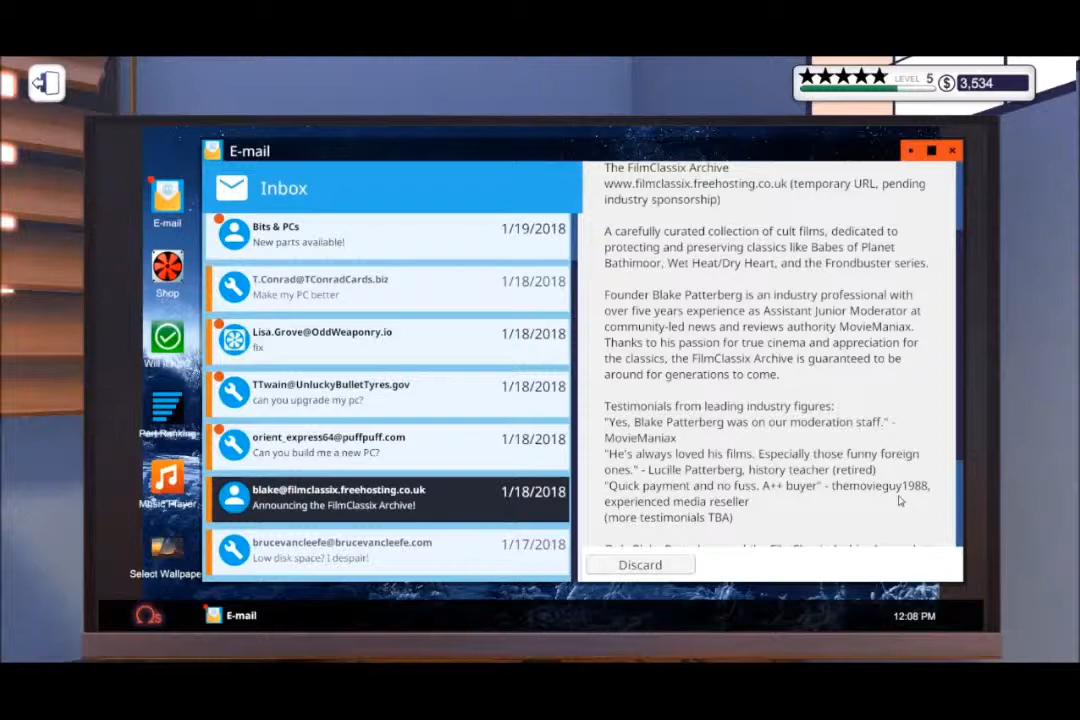 LEVEL 5
$ 3,534
E-mail
Inbox
E-mail
Shop
Part Ranking
Music Player
Select Wallpape
Bits & PCs
1/19/2018
New parts available!
T.Conrad@TConradCards.biz
1/18/2018
Make my PC better
Lisa.Grove@OddWeaponry.io
1/18/2018
fix
TTwain@UnluckyBulletTyres.gov
1/18/2018
can you upgrade my pc?
orient_express64@puffpuff.com
1/18/2018
Can you build me a new PC?
blake@filmclassix.freehosting.co.uk
1/18/2018
Announcing the FilmClassix Archive!
brucevancleefe@brucevancleefe.com
1/17/2018
Low disk space? I despair!
The FilmClassix Archive
www.filmclassix.freehosting.co.uk (temporary URL, pending
industry sponsorship)
A carefully curated collection of cult films, dedicated to
protecting and preserving classics like Babes of Planet
Bathimoor, Wet Heat/Dry Heart, and the Frondbuster series.
Founder Blake Patterberg is an industry professional with
over five years experience as Assistant Junior Moderator at
community-led news and reviews authority MovieManiax.
Thanks to his passion for true cinema and appreciation for
the classics, the FilmClassix Archive is guaranteed to be
around for generations to come.
Testimonials from leading industry figures:
"Yes, Blake Patterberg was on our moderation staff." -
MovieManiax
"He's always loved his films. Especially those funny foreign
ones." - Lucille Patterberg, history teacher (retired)
"Quick payment and no fuss. A++ buyer" - themovieguy1988,
experienced media reseller
(more testimonials TBA)
Discard
E-mail
12:08 PM